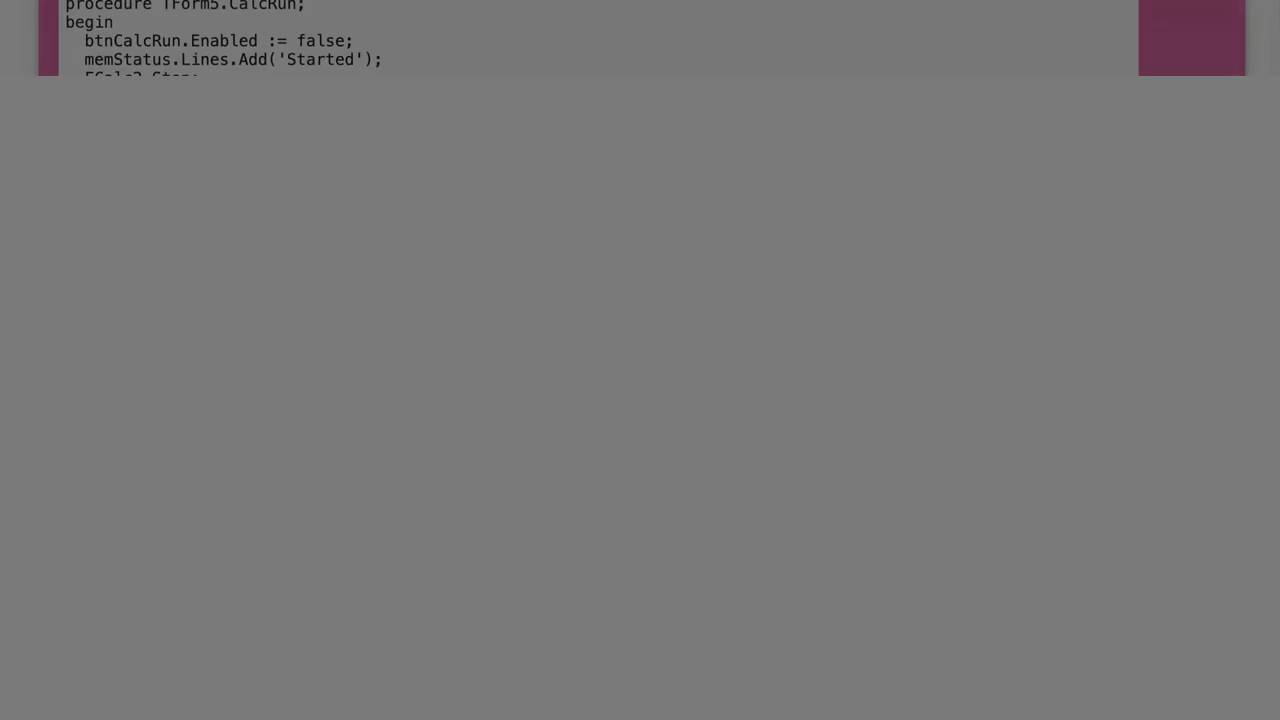 procedure TForm5.CalcRun;
begin
btnCalcRun.Enabled := false;
memStatus.Lines.Add('Started');